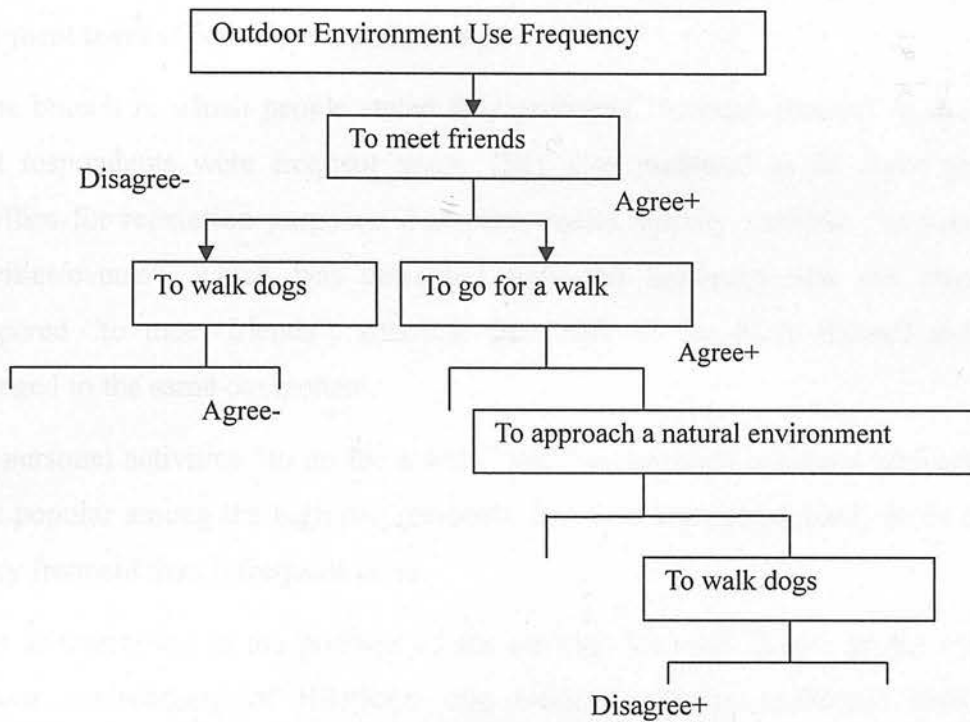 Outdoor Environment Use Frequency
To meet friends
Disagree-
Agree+
To walk dogs
To go for a walk
Agree+
Agree-
To approach a natural environment
To walk dogs
Disagree+